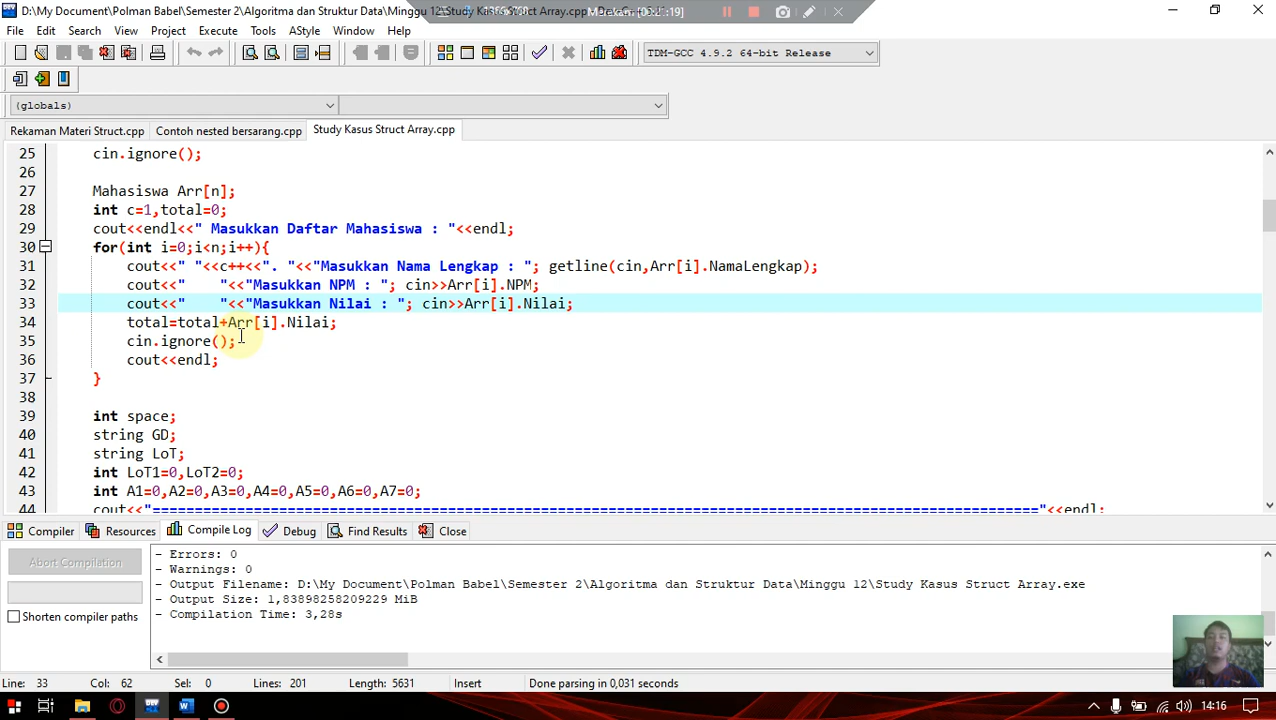 D:\My Document\Polman Babel\Semester 2\Algoritma dan Struktur Data\Minggu 12\Study Kasus Struct Array.cpp
File Edit Search View Project Execute Tools AStyle Window Help
TDM-GCC 4.9.2 64-bit Release
(globals)
Rekaman Materi Struct.cpp Contoh nested bersarang.cpp Study Kasus Struct Array.cpp
25 cin.ignore();
26
27 Mahasiswa Arr[n];
28 int c=1,total=0;
29 cout<<endl<<" Masukkan Daftar Mahasiswa : "<<endl;
30 for(int i=0;i<n;i++){
31 cout<<" "<<c++<<". "<<"Masukkan Nama Lengkap : "; getline(cin,Arr[i].NamaLengkap);
32 cout<<"    "<<"Masukkan NPM : "; cin>>Arr[i].NPM;
33 cout<<"    "<<"Masukkan Nilai : "; cin>>Arr[i].Nilai;
34 total=total+Arr[i].Nilai;
35 cin.ignore();
36 cout<<endl;
37 }
38
39 int space;
40 string GD;
41 string LoT;
42 int LoT1=0,LoT2=0;
43 int A1=0,A2=0,A3=0,A4=0,A5=0,A6=0,A7=0;
44 cout<<"=========================================================================================================="<<endl;
Compiler Resources Compile Log Debug Find Results Close
Abort Compilation
Shorten compiler paths
- Errors: 0
- Warnings: 0
- Output Filename: D:\My Document\Polman Babel\Semester 2\Algoritma dan Struktur Data\Minggu 12\Study Kasus Struct Array.exe
- Output Size: 1,83898258209229 MiB
- Compilation Time: 3,28s
Line: 33 Col: 62 Sel: 0 Lines: 201 Length: 5631 Insert Done parsing in 0,031 seconds
14:16